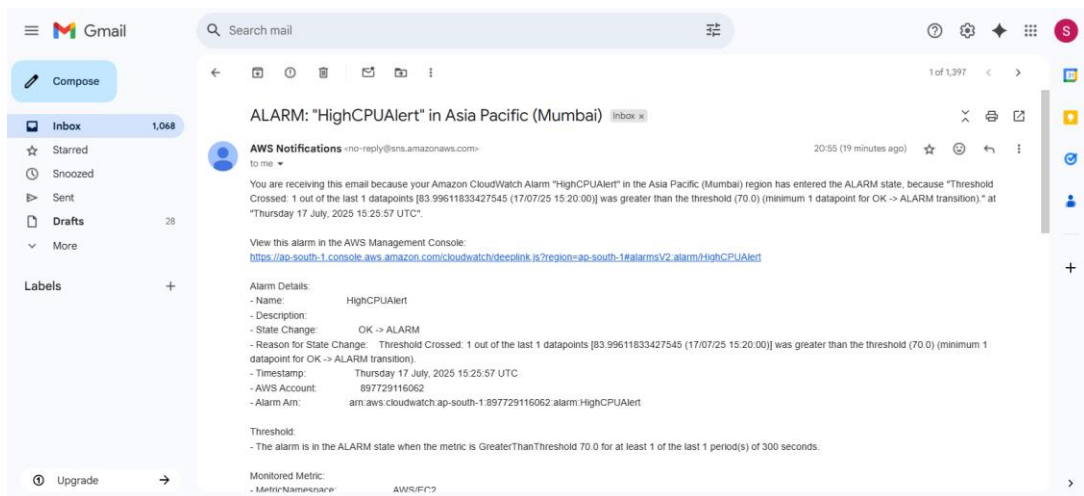 Gmail
Search mail
S
Compose
1 of 1,397
Inbox 1,068
Starred
Snoozed
Sent
Drafts 28
More
Labels
Upgrade
ALARM: "HighCPUAlert" in Asia Pacific (Mumbai) Inbox x
AWS Notifications <no-reply@sns.amazonaws.com> 20:55 (19 minutes ago)
to me
You are receiving this email because your Amazon CloudWatch Alarm "HighCPUAlert" in the Asia Pacific (Mumbai) region has entered the ALARM state, because "Threshold
Crossed: 1 out of the last 1 datapoints [83.99611833427545 (17/07/25 15:20:00)] was greater than the threshold (70.0) (minimum 1 datapoint for OK -> ALARM transition)." at
"Thursday 17 July, 2025 15:25:57 UTC".
View this alarm in the AWS Management Console:
https://ap-south-1.console.aws.amazon.com/cloudwatch/deeplink.js?region=ap-south-1#alarmsV2:alarm/HighCPUAlert
Alarm Details:
- Name: HighCPUAlert
- Description:
- State Change: OK -> ALARM
- Reason for State Change: Threshold Crossed: 1 out of the last 1 datapoints [83.99611833427545 (17/07/25 15:20:00)] was greater than the threshold (70.0) (minimum 1
datapoint for OK -> ALARM transition).
- Timestamp: Thursday 17 July, 2025 15:25:57 UTC
- AWS Account: 897729116062
- Alarm Arn: arn:aws:cloudwatch:ap-south-1:897729116062:alarm:HighCPUAlert
Threshold:
- The alarm is in the ALARM state when the metric is GreaterThanThreshold 70.0 for at least 1 of the last 1 period(s) of 300 seconds.
Monitored Metric:
- MetricNamespace: AWS/EC2